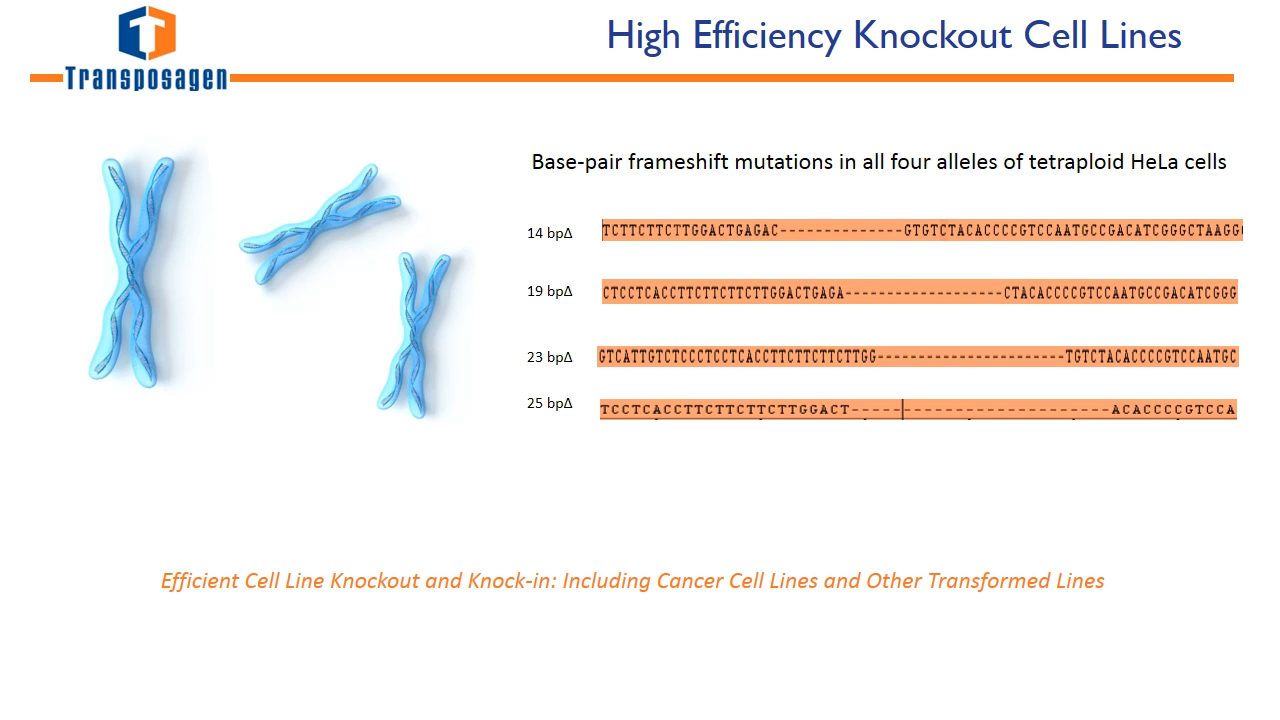 Transposagen
High Efficiency Knockout Cell Lines
Base-pair frameshift mutations in all four alleles of tetraploid HeLa cells
14 bpΔ TCTTCTTCTTGGACTGAGAC--------------GTGTCTACACCCCGTCCAATGCCGACATCGGGCTAAGG
19 bpΔ CTCCTCACCTTCTTCTTCTTGGACTGAGA-------------------CTACACCCCGTCCAATGCCGACATCGGG
23 bpΔ GTCATTGTCTCCCTCCTCACCTTCTTCTTCTTGG-----------------------TGTCTACACCCCGTCCAATGC
25 bpΔ TCCTCACCTTCTTCTTCTTGGACT-------------------------ACACCCCGTCCA
Efficient Cell Line Knockout and Knock-in: Including Cancer Cell Lines and Other Transformed Lines